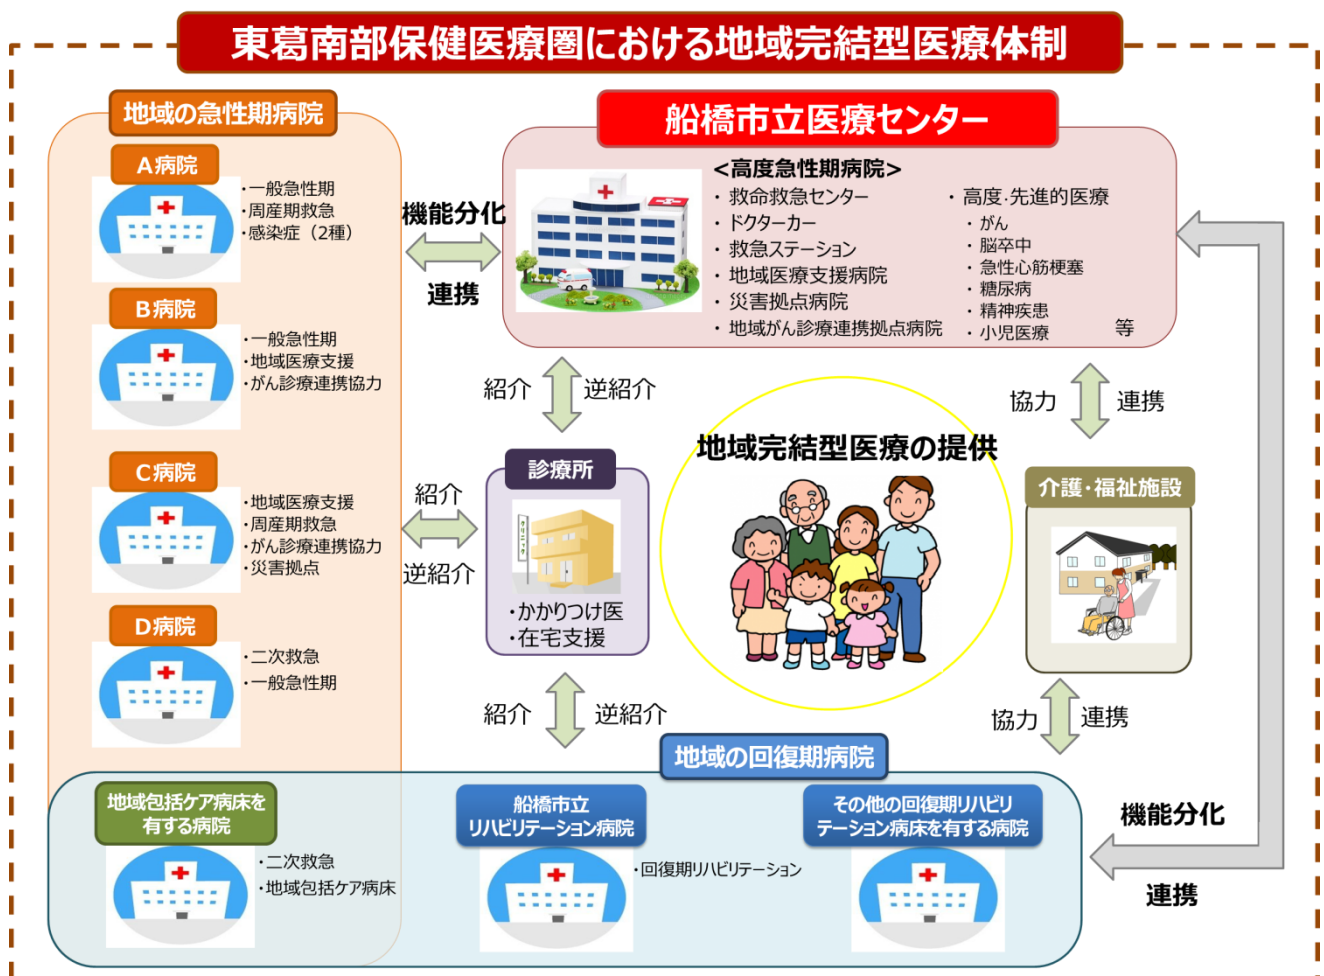 東葛南部保健医療圏における地域完結型医療体制
地域の急性期病院
A病院
・一般急性期
・周産期救急
・感染症（2種）
B病院
・一般急性期
・地域医療支援
・がん診療連携協力
C病院
・地域医療支援
・周産期救急
・がん診療連携協力
・災害拠点
D病院
・二次救急
・一般急性期
機能分化
連携
船橋市立医療センター
<高度急性期病院>
・ 救命救急センター
・ ドクターカー
・ 救急ステーション
・ 地域医療支援病院
・ 災害拠点病院
・ 地域がん診療連携拠点病院
・ 高度・先進的医療
・ がん
・ 脳卒中
・ 急性心筋梗塞
・ 糖尿病
・ 精神疾患
・ 小児医療 等
紹介 逆紹介
協力 連携
診療所
クリニック
・かかりつけ医
・在宅支援
紹介
逆紹介
地域完結型医療の提供
介護・福祉施設
紹介 逆紹介
協力 連携
地域の回復期病院
地域包括ケア病床を
有する病院
・二次救急
・地域包括ケア病床
船橋市立
リハビリテーション病院
・回復期リハビリテーション
その他の回復期リハビリ
テーション病床を有する病院
機能分化
連携